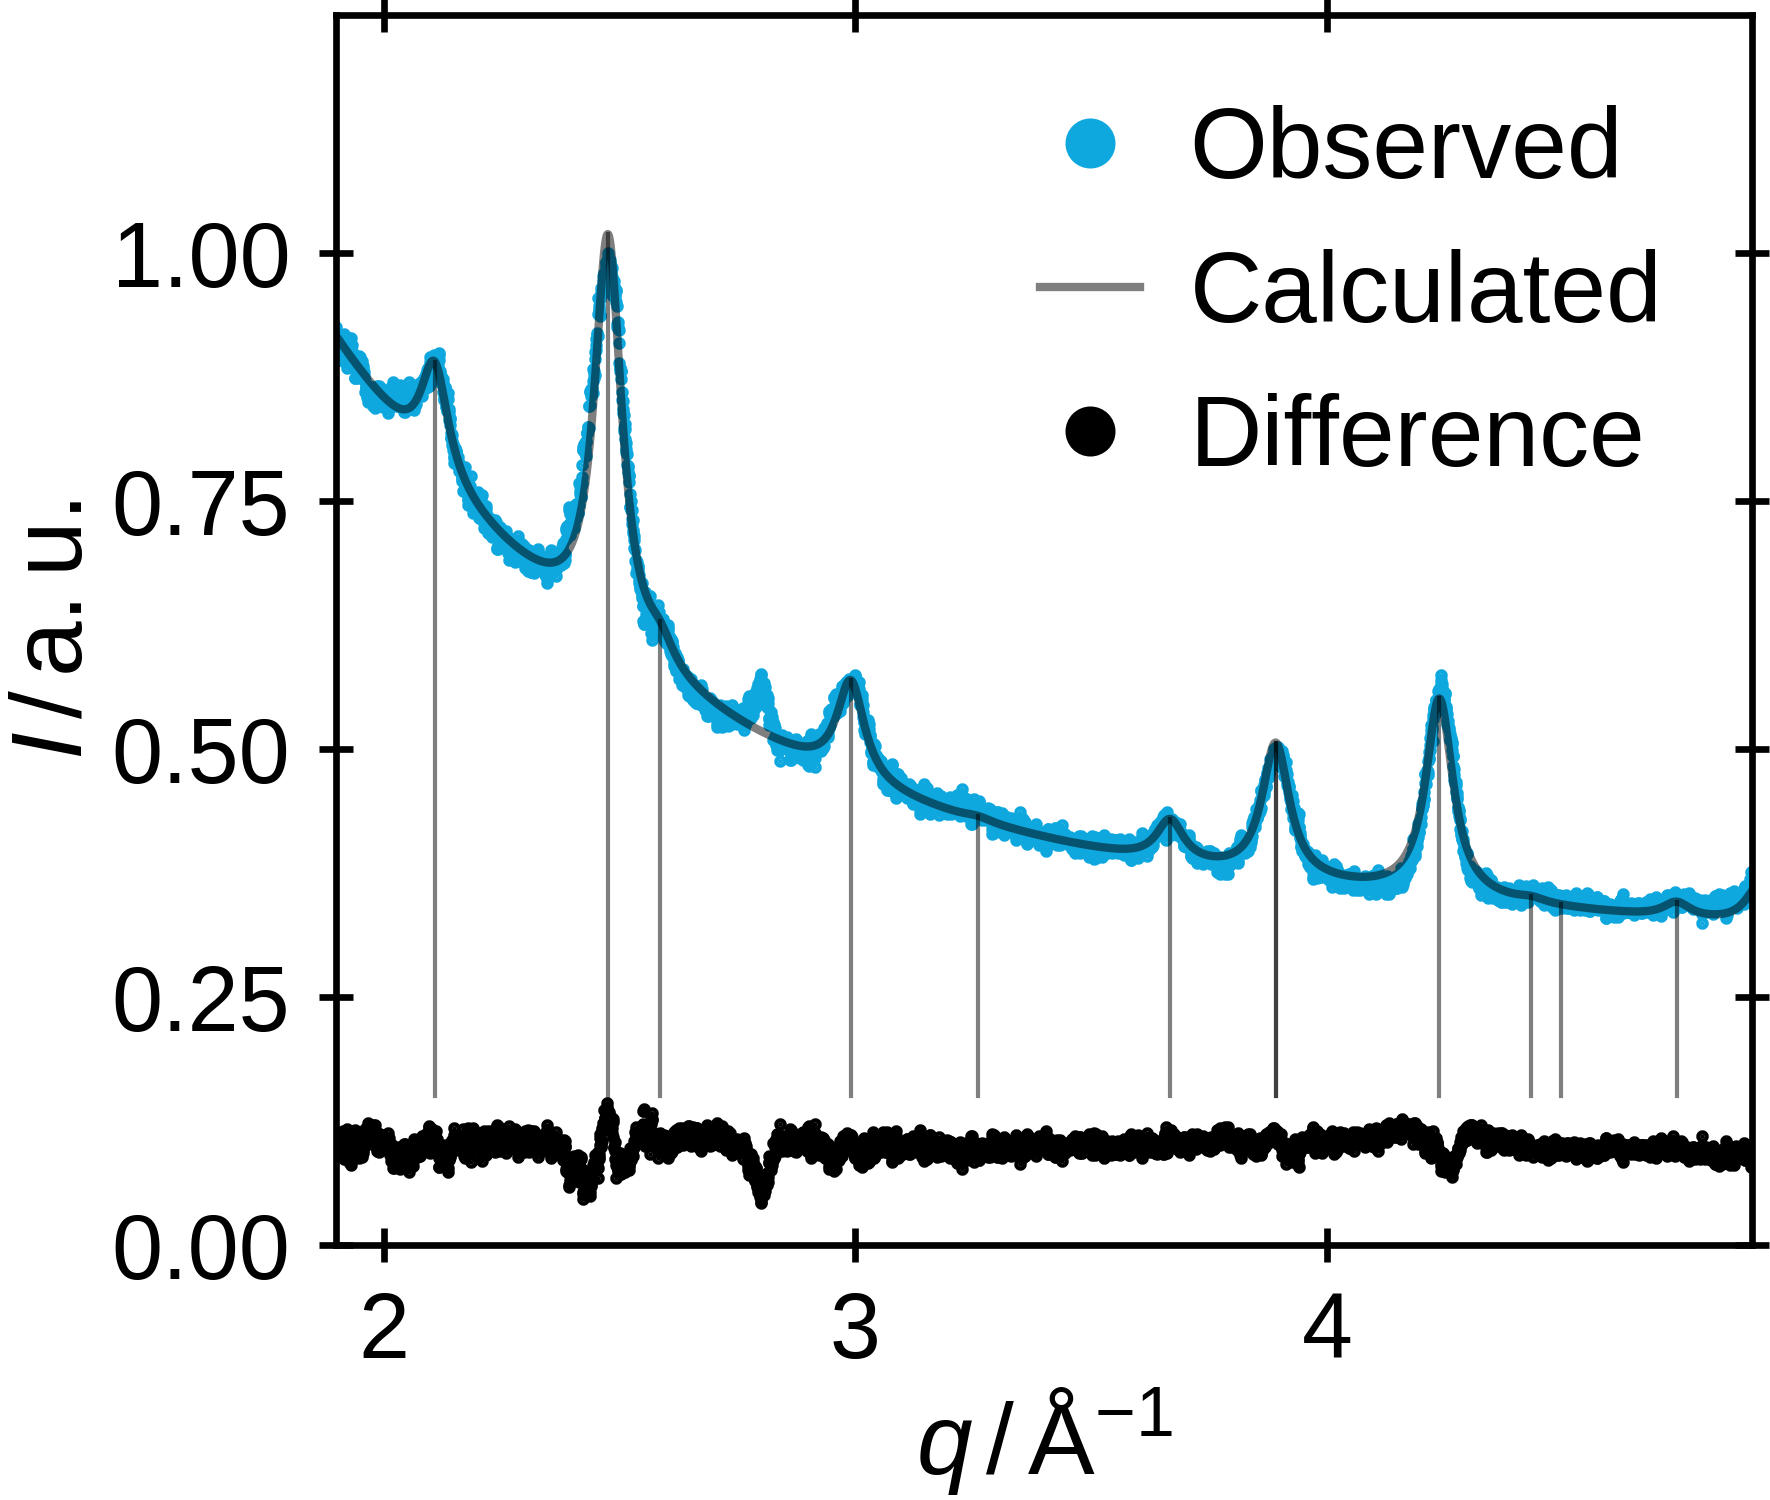 Observed
Calculated
Difference
1.00
0.75
0.50
0.25
0.00
I / a. u.
2 3 4
q / Å⁻¹